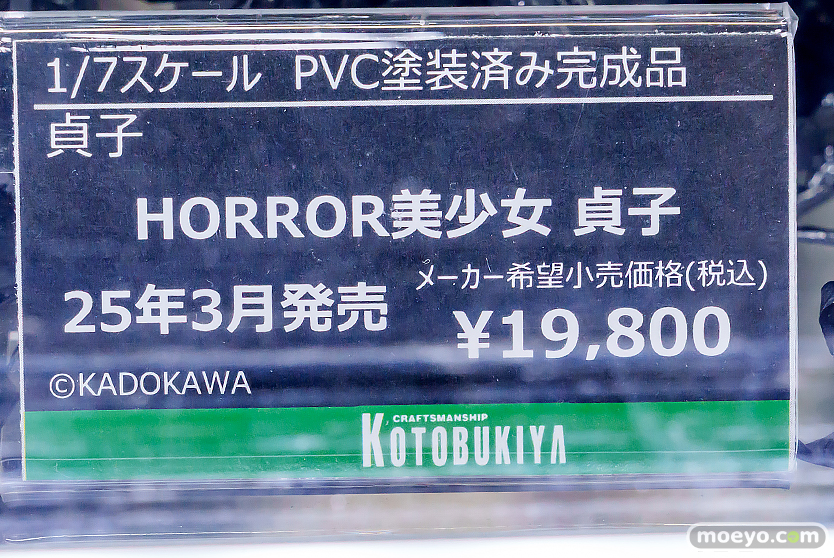 1/7スケール PVC塗装済み完成品
貞子
HORROR美少女 貞子
メーカー希望小売価格(税込)
25年3月発売
¥19,800
©KADOKAWA
CRAFTSMANSHIP
KOTOBUKIYA
moeyo.com